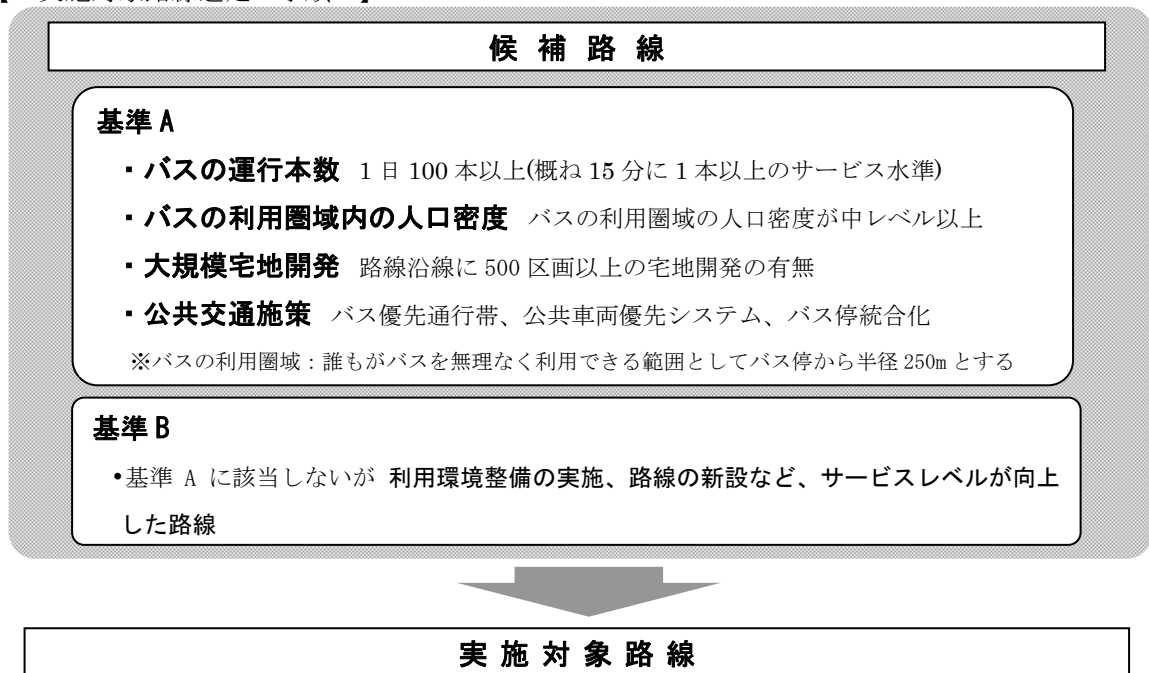 候補路線
基準A
・バスの運行本数 1日100本以上(概ね15分に1本以上のサービス水準)
・バスの利用圏域内の人口密度 バスの利用圏域の人口密度が中レベル以上
・大規模宅地開発 路線沿線に500区画以上の宅地開発の有無
・公共交通施策 バス優先通行帯、公共車両優先システム、バス停統合化
※バスの利用圏域：誰もがバスを無理なく利用できる範囲としてバス停から半径250mとする
基準B
•基準 A に該当しないが 利用環境整備の実施、路線の新設など、サービスレベルが向上
した路線
実施対象路線